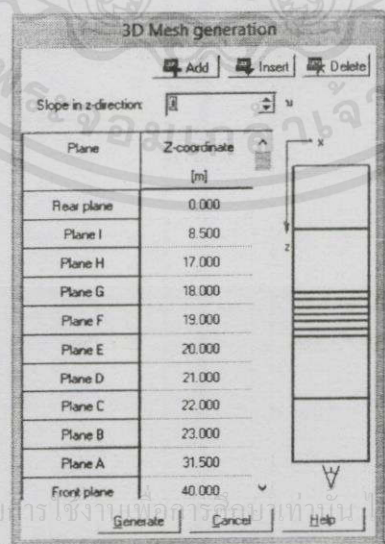 3D Mesh generation
Add Insert Delete
Slope in z-direction:
Plane Z-coordinate
[m]
x
z
Rear plane 0.000
Plane I 8.500
Plane H 17.000
Plane G 18.000
Plane F 19.000
Plane E 20.000
Plane D 21.000
Plane C 22.000
Plane B 23.000
Plane A 31.500
Front plane 40.000
Generate Cancel Help